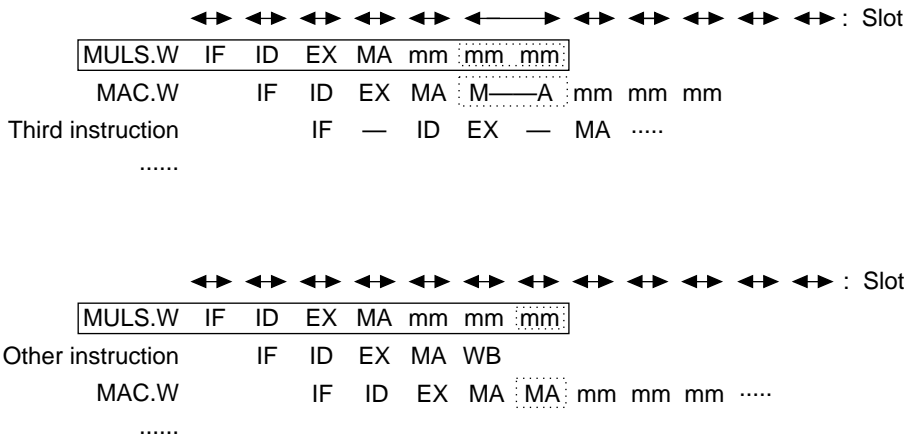 : Slot
MULS.W IF ID EX MA mm mm mm
MAC.W IF ID EX MA M——A mm mm mm
Third instruction IF — ID EX — MA .....
......
: Slot
MULS.W IF ID EX MA mm mm mm
Other instruction IF ID EX MA WB
MAC.W IF ID EX MA MA mm mm mm .....
......